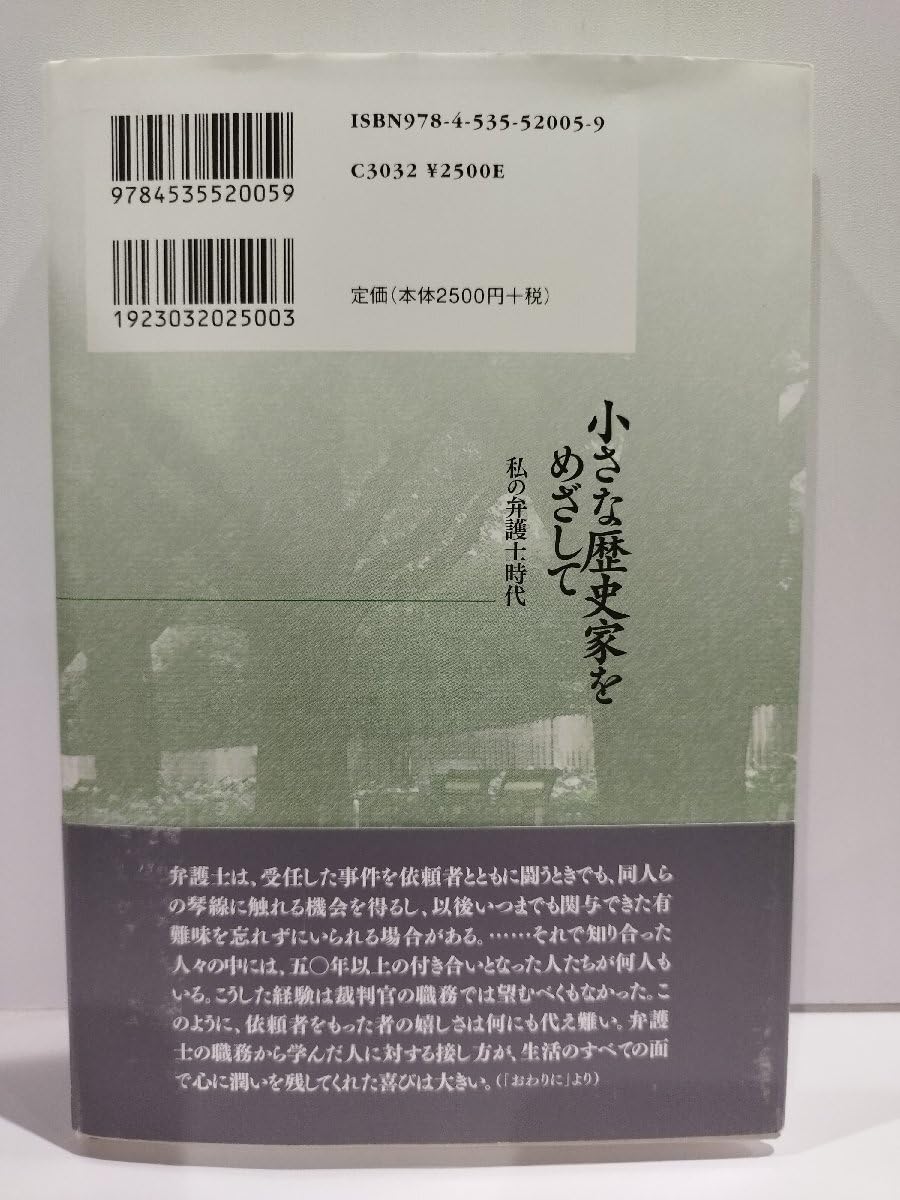 ISBN978-4-535-52005-9
C3032 ¥2500E
9784535520059
1923032025003
定価(本体2500円+税)
小さな歴史家を
めざして
私の弁護士時代
弁護士は、受任した事件を依頼者とともに闘うときでも、同人ら
の琴線に触れる機会を得るし、以後いつまでも関与できた有
難味を忘れずにいられる場合がある。……それで知り合った
人々の中には、五〇年以上の付き合いとなった人たちが何人も
いる。こうした経験は裁判官の職務では望むべくもなかった。こ
のように、依頼者をもった者の嬉しさは何にも代え難い。弁護
士の職務から学んだ人に対する接し方が、生活のすべての面
で心に潤いを残してくれた喜びは大きい。(「おわりに」より)